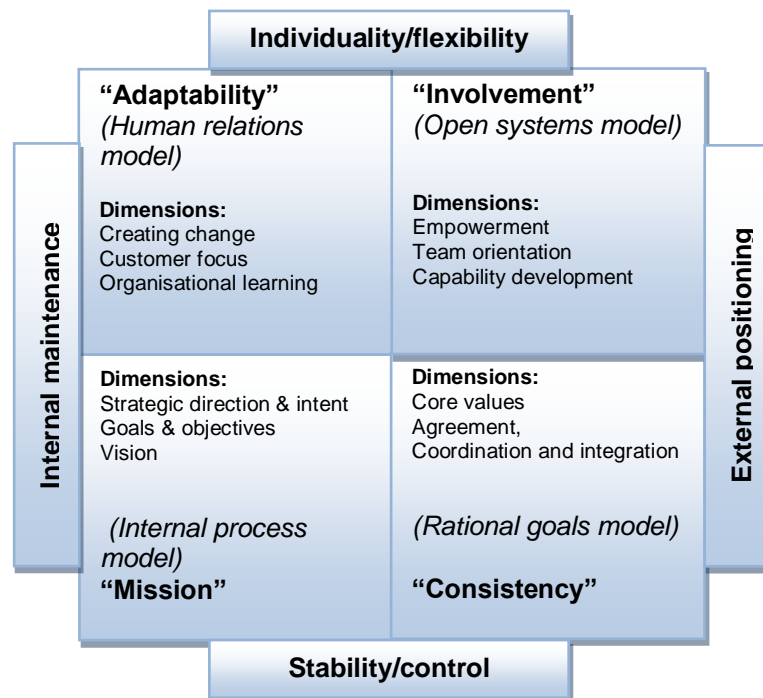 Individuality/flexibility
“Adaptability”
(Human relations
model)
Dimensions:
Creating change
Customer focus
Organisational learning
“Involvement”
(Open systems model)
Dimensions:
Empowerment
Team orientation
Capability development
Internal maintenance
External positioning
Dimensions:
Strategic direction & intent
Goals & objectives
Vision
(Internal process
model)
“Mission”
Dimensions:
Core values
Agreement,
Coordination and integration
(Rational goals model)
“Consistency”
Stability/control